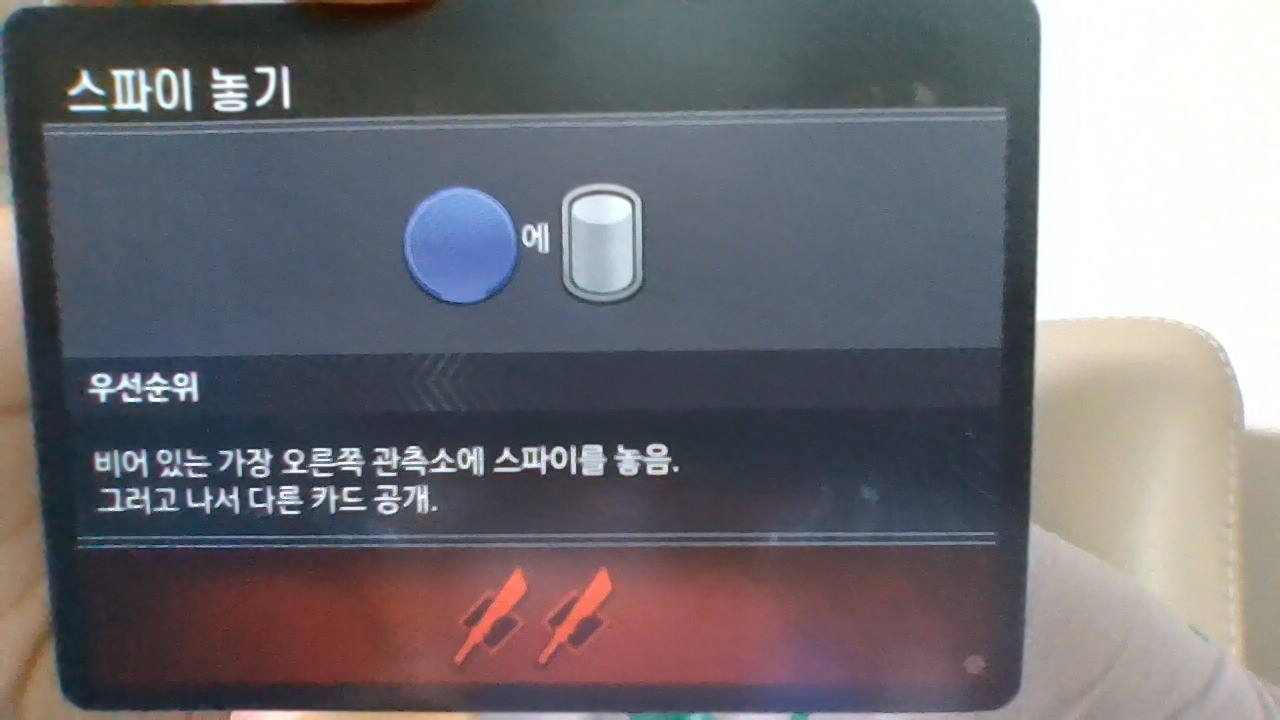 스파이 놓기
에
우선순위
비어 있는 가장 오른쪽 관측소에 스파이를 놓음.
그러고 나서 다른 카드 공개.